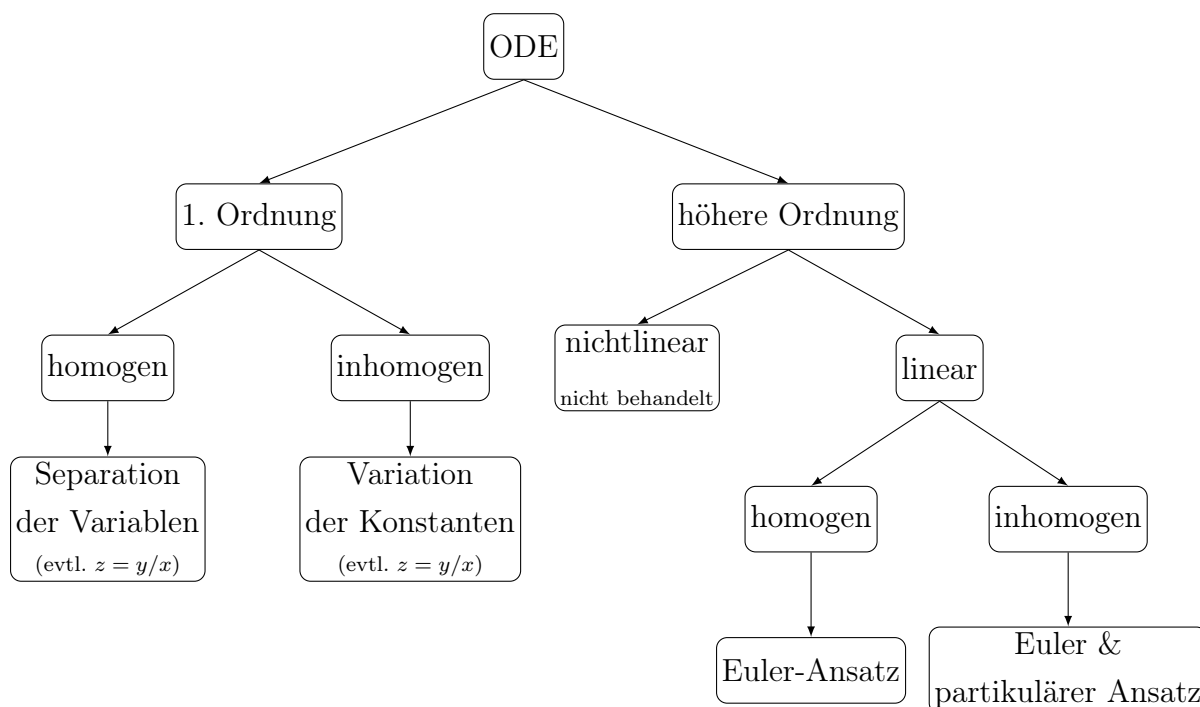 ODE
1. Ordnung
höhere Ordnung
homogen
inhomogen
nichtlinear
nicht behandelt
linear
Separation
der Variablen
(evtl. z = y/x)
Variation
der Konstanten
(evtl. z = y/x)
homogen
inhomogen
Euler-Ansatz
Euler &
partikulärer Ansatz